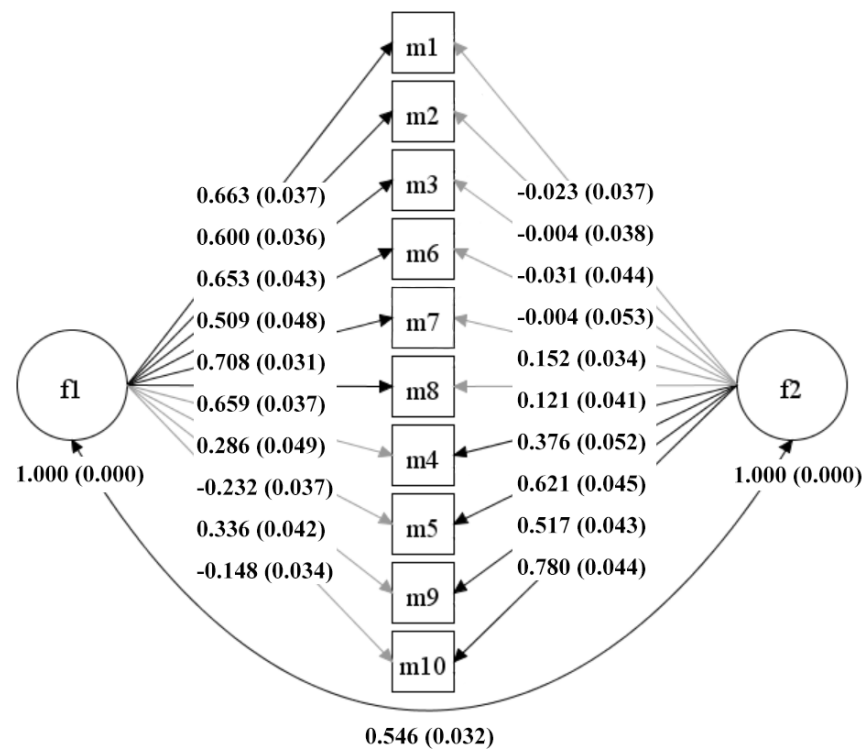 m1
m2
m3
m6
m7
m8
m4
m5
m9
m10
0.663 (0.037)
0.600 (0.036)
0.653 (0.043)
0.509 (0.048)
0.708 (0.031)
0.659 (0.037)
0.286 (0.049)
-0.232 (0.037)
0.336 (0.042)
-0.148 (0.034)
-0.023 (0.037)
-0.004 (0.038)
-0.031 (0.044)
-0.004 (0.053)
0.152 (0.034)
0.121 (0.041)
0.376 (0.052)
0.621 (0.045)
0.517 (0.043)
0.780 (0.044)
f1
f2
1.000 (0.000)
1.000 (0.000)
0.546 (0.032)